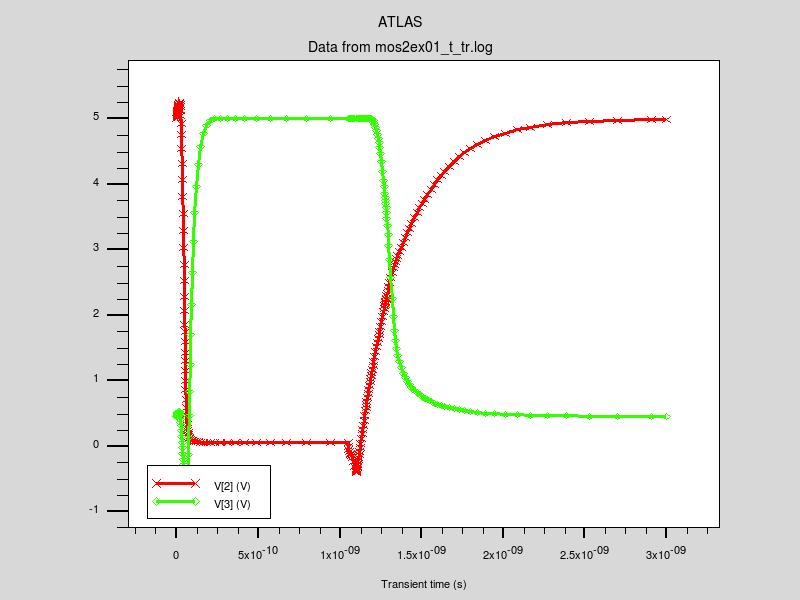 ATLAS
Data from mos2ex01_t_tr.log
5
4
3
2
1
0
-1
V[2] (V)
V[3] (V)
0 5x10⁻¹⁰ 1x10⁻⁰⁹ 1.5x10⁻⁰⁹ 2x10⁻⁰⁹ 2.5x10⁻⁰⁹ 3x10⁻⁰⁹
Transient time (s)